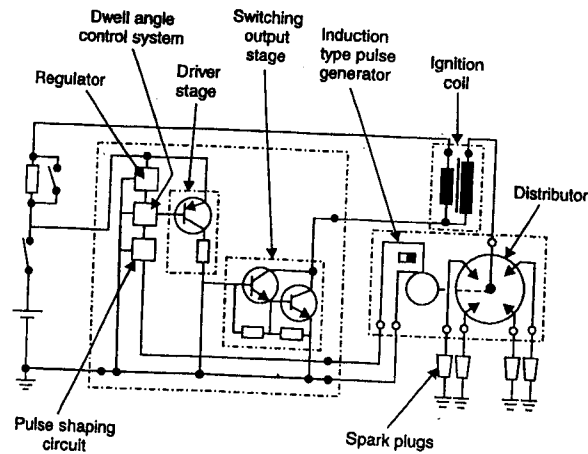 Dwell angle
control system
Switching
output
stage
Induction
type pulse
generator
Ignition
coil
Regulator
Driver
stage
Distributor
Pulse shaping
circuit
Spark plugs